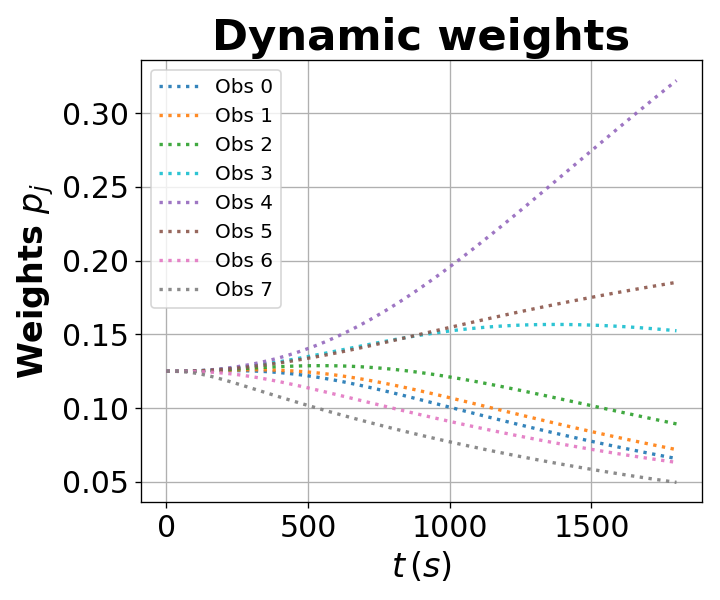 Dynamic weights
Weights p_j
0.30
0.25
0.20
0.15
0.10
0.05
Obs 0
Obs 1
Obs 2
Obs 3
Obs 4
Obs 5
Obs 6
Obs 7
0 500 1000 1500
t (s)